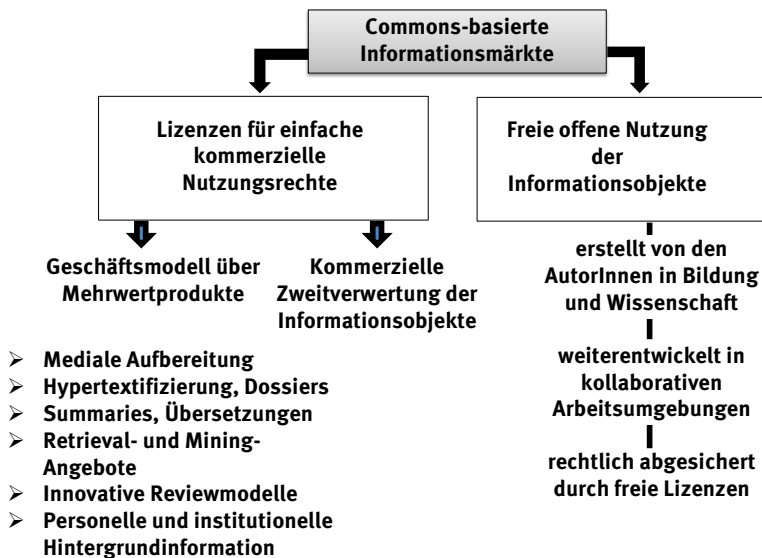 Commons-basierte
Informationsmärkte
Lizenzen für einfache
kommerzielle
Nutzungsrechte
Freie offene Nutzung
der
Informationsobjekte
Geschäftsmodell über
Mehrwertprodukte
Kommerzielle
Zweitverwertung der
Informationsobjekte
erstellt von den
AutorInnen in Bildung
und Wissenschaft
weiterentwickelt in
kollaborativen
Arbeitsumgebungen
rechtlich abgesichert
durch freie Lizenzen
➢ Mediale Aufbereitung
➢ Hypertextifizierung, Dossiers
➢ Summaries, Übersetzungen
➢ Retrieval- und Mining-
Angebote
➢ Innovative Reviewmodelle
➢ Personelle und institutionelle
Hintergrundinformation